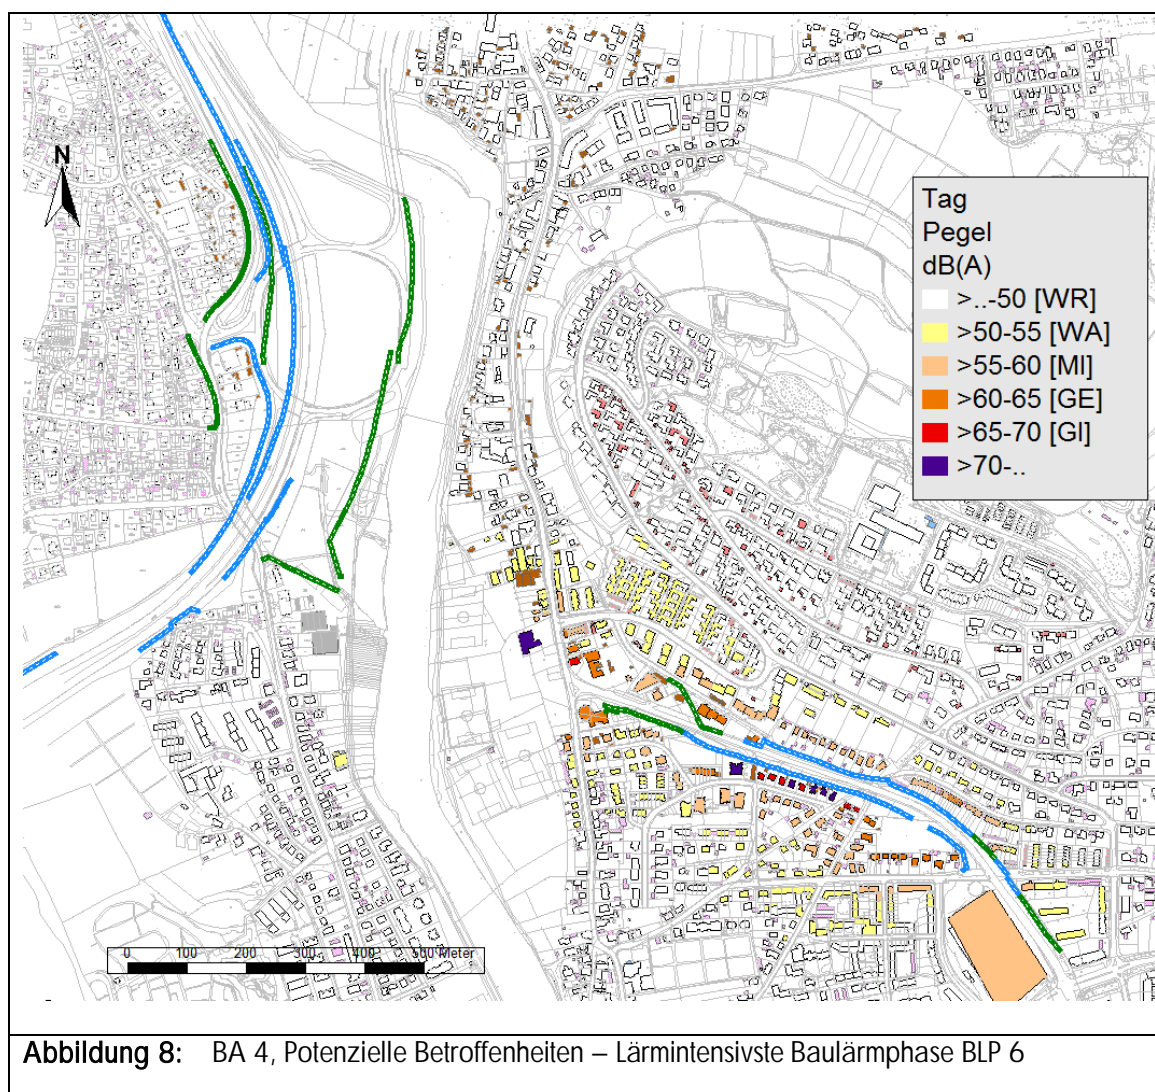 N
Tag
Pegel
dB(A)
>..-50 [WR]
>50-55 [WA]
>55-60 [MI]
>60-65 [GE]
>65-70 [GI]
>70-..
0 100 200 300 400 500 Meter
Abbildung 8: BA 4, Potenzielle Betroffenheiten – Lärmintensivste Baulärmphase BLP 6